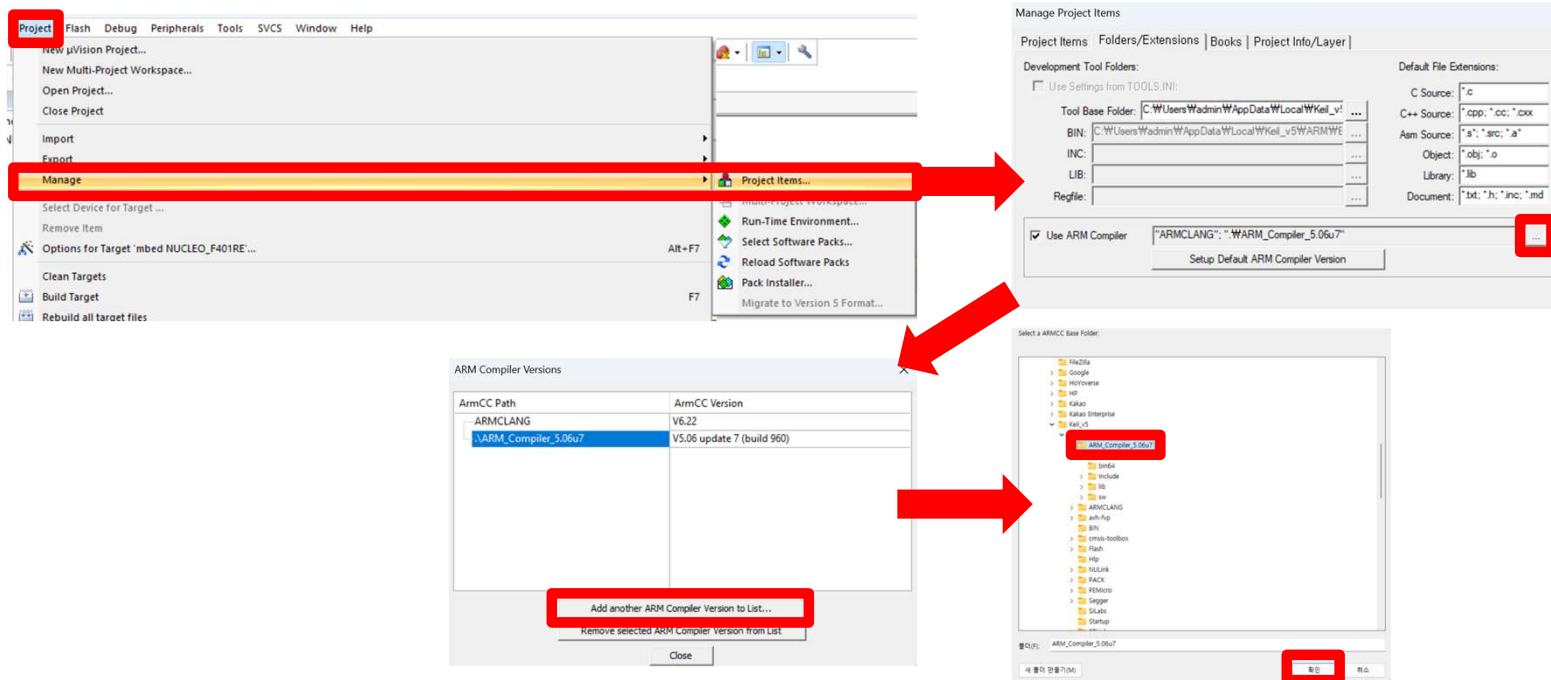 Project Flash Debug Peripherals Tools SVCS Window Help
New µVision Project...
New Multi-Project Workspace...
Open Project...
Close Project
Import
Export
Manage
Select Device for Target ...
Remove Item
Options for Target 'mbed NUCLEO_F401RE'... Alt+F7
Clean Targets
Build Target F7
Rebuild all target files
Project Items...
Multi-Project Workspace...
Run-Time Environment...
Select Software Packs...
Reload Software Packs
Pack Installer...
Migrate to Version 5 Format...
Manage Project Items
Project Items Folders/Extensions Books Project Info/Layer
Development Tool Folders: Default File Extensions:
Use Settings from TOOLS.INI: C Source: *.c
Tool Base Folder: C:₩Users₩admin₩AppData₩Local₩Keil_v! ... C++ Source: *.cpp; *.cc; *.cxx
BIN: C:₩Users₩admin₩AppData₩Local₩Keil_v5₩ARM₩E ... Asm Source: *.s*; *.src; *.a*
INC: ... Object: *.obj; *.o
LIB: ... Library: *.lib
Regfile: ... Document: *.txt; *.h; *.inc; *.md
Use ARM Compiler "ARMCLANG"; ".₩ARM_Compiler_5.06u7" ...
Setup Default ARM Compiler Version
ARM Compiler Versions
ArmCC Path ArmCC Version
ARMCLANG V6.22
.\ARM_Compiler_5.06u7 V5.06 update 7 (build 960)
Add another ARM Compiler Version to List...
Remove selected ARM Compiler Version from List
Close
Select a ARMCC Base Folder.
FileZilla
Google
HoYoverse
HP
Kakao
Kakao Enterprise
Keil_v5
ARM_Compiler_5.06u7
bin64
include
lib
sw
ARMCLANG
avh-fvp
BIN
cmsis-toolbox
Flash
Hlp
NULink
PACK
PEMicro
Segger
SiLabs
Startup
폴더(F): ARM_Compiler_5.06u7
새 폴더 만들기(M) 확인 취소